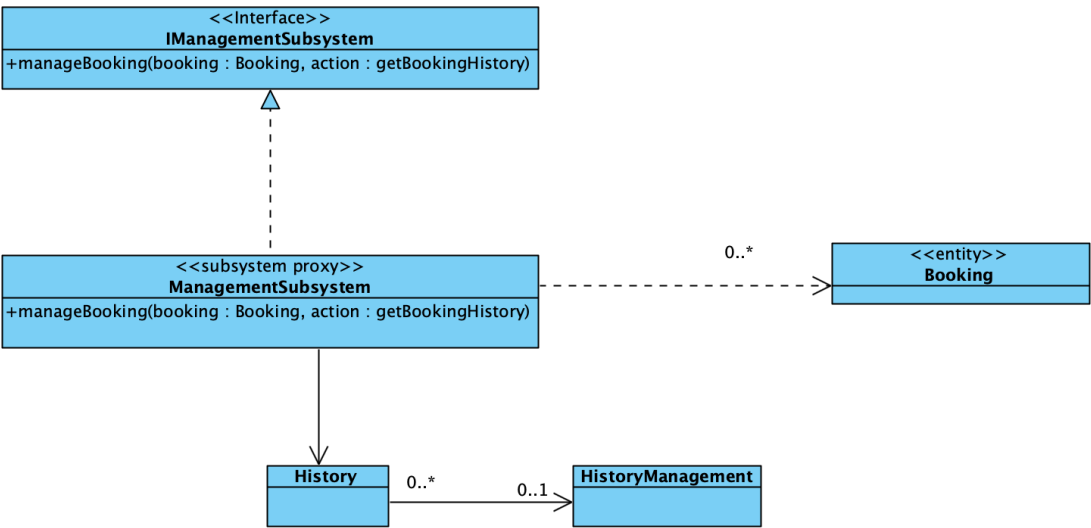 <<Interface>>
IManagementSubsystem
+manageBooking(booking : Booking, action : getBookingHistory)
<<subsystem proxy>>
ManagementSubsystem
+manageBooking(booking : Booking, action : getBookingHistory)
0..*
<<entity>>
Booking
History
0..*
0..1
HistoryManagement